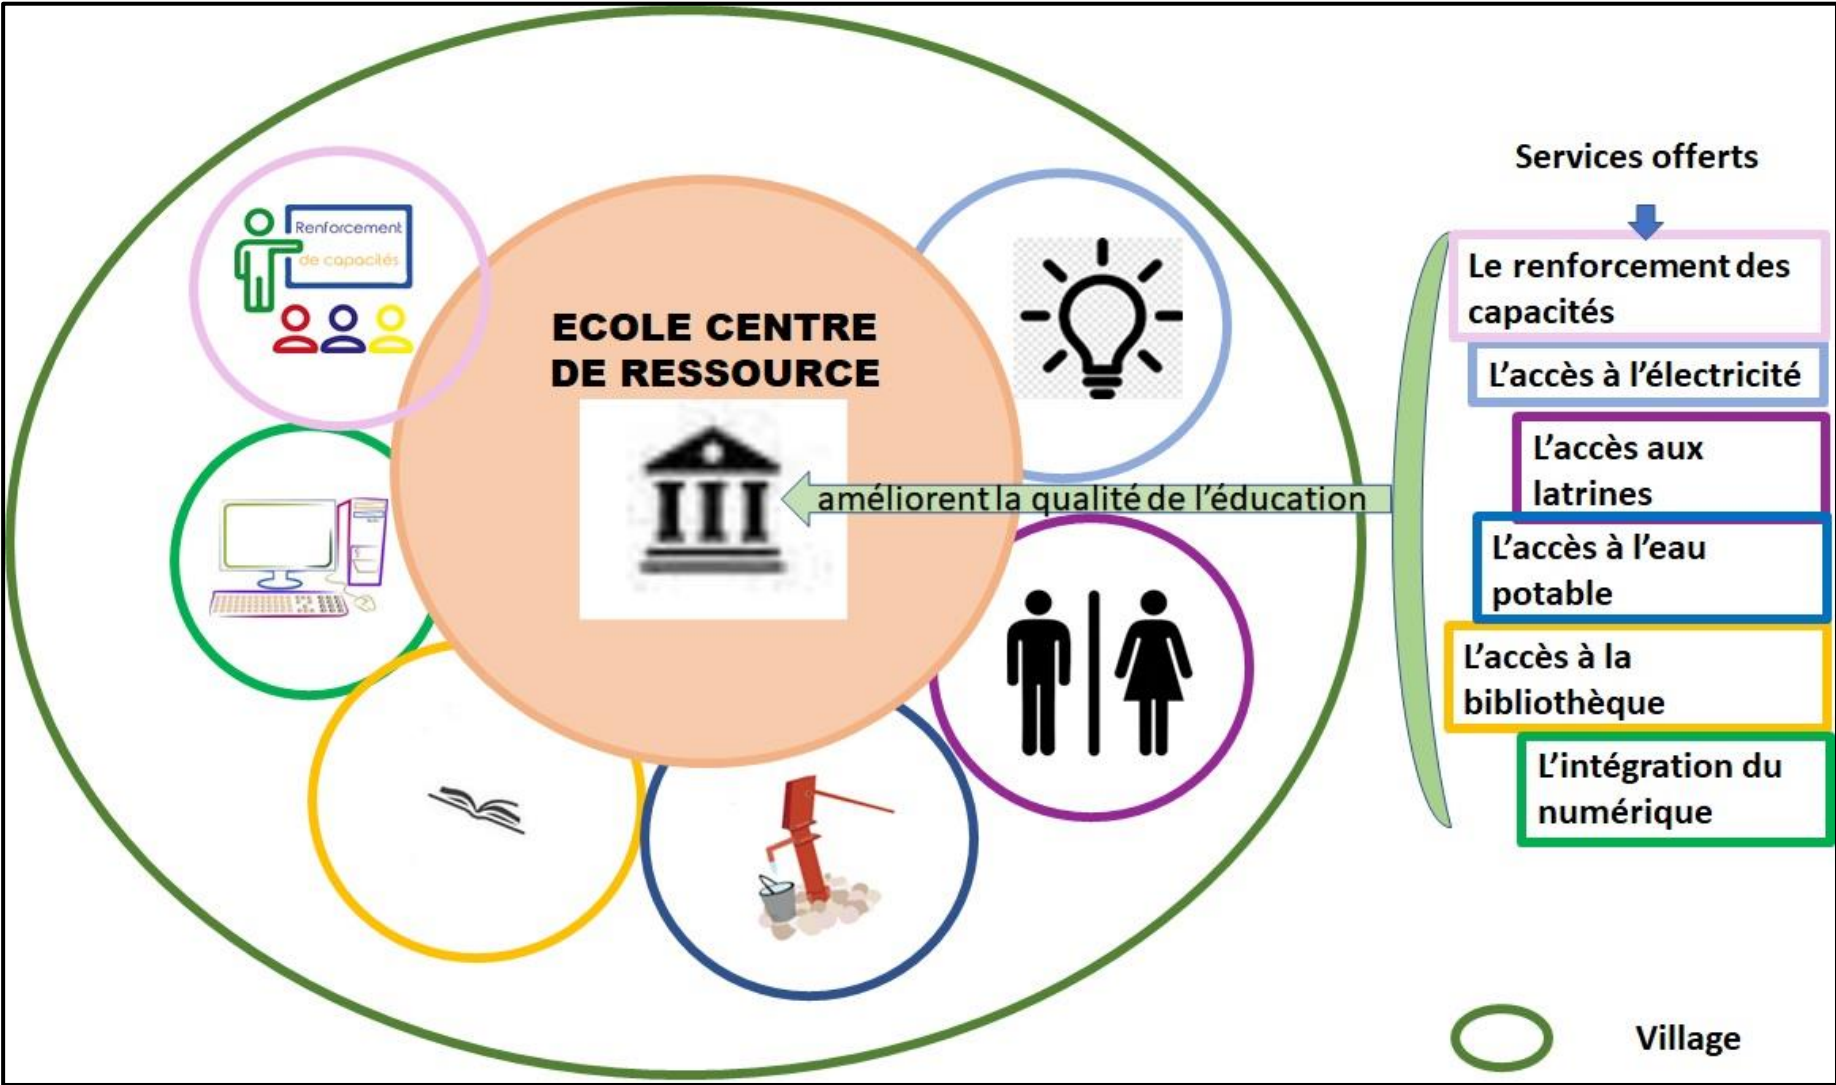 Renforcement
de capacités
ECOLE CENTRE
DE RESSOURCE
améliorent la qualité de l'éducation
Services offerts
Le renforcement des
capacités
L'accès à l'électricité
L'accès aux
latrines
L'accès à l'eau
potable
L'accès à la
bibliothèque
L'intégration du
numérique
Village